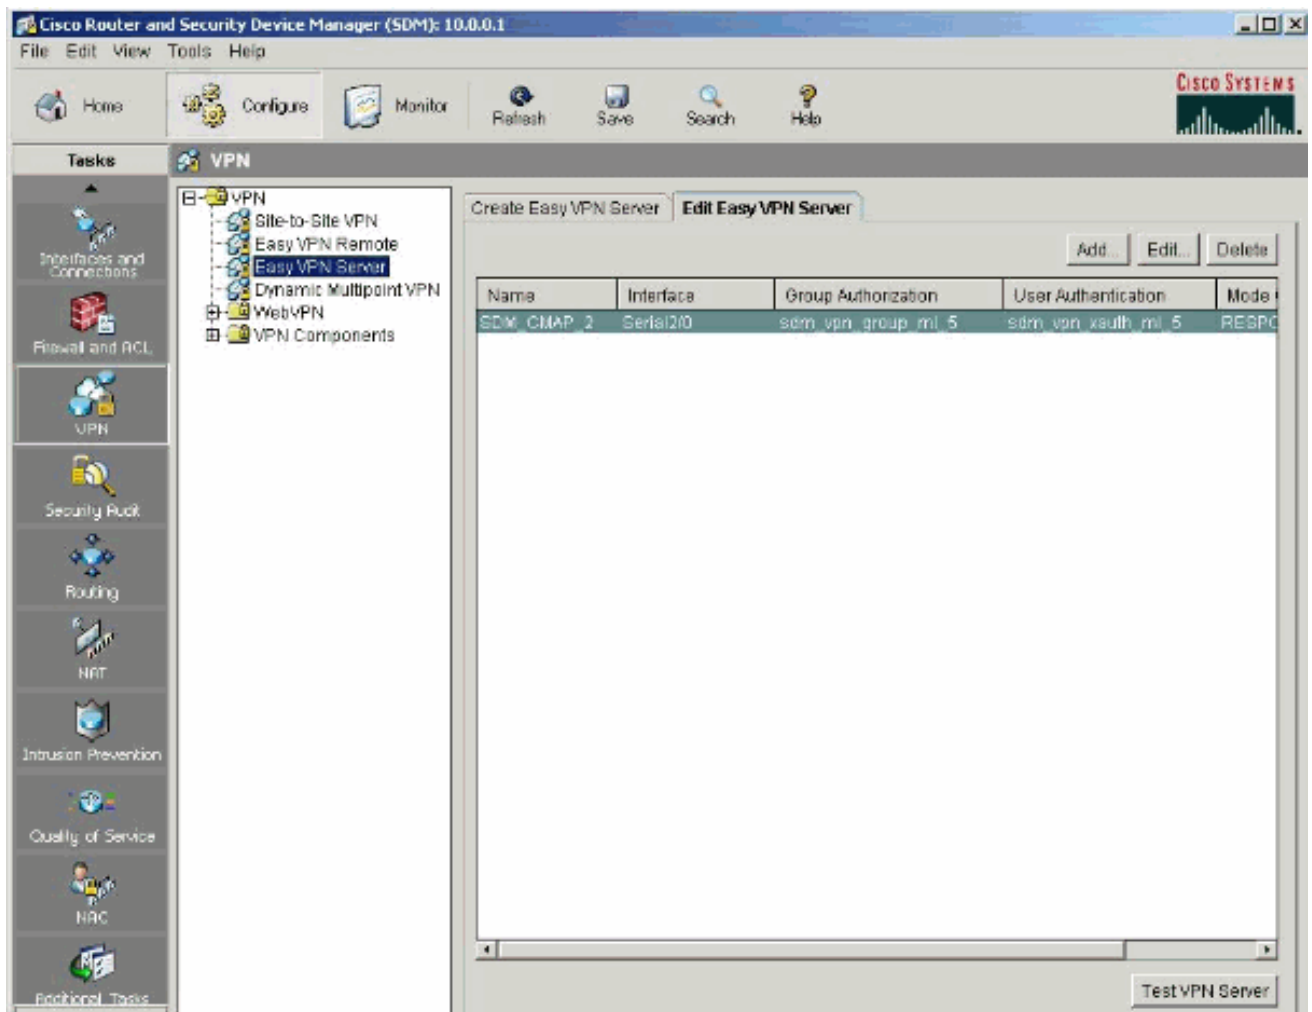 Cisco Router and Security Device Manager (SDM): 10.0.0.1
File Edit View Tools Help
Home Configure Monitor Refresh Save Search Help
CISCO SYSTEMS
Tasks
VPN
Interfaces and Connections
Firewall and ACL
VPN
Security Audit
Routing
NAT
Intrusion Prevention
Quality of Service
NAC
Additional Tasks
VPN
Site-to-Site VPN
Easy VPN Remote
Easy VPN Server
Dynamic Multipoint VPN
WebVPN
VPN Components
Create Easy VPN Server Edit Easy VPN Server
Add... Edit... Delete
Name Interface Group Authorization User Authentication Mode
SDM_CMAP_2 Serial2/0 sdm_vpn_group_ml_5 sdm_vpn_xauth_ml_5 RESPO
Test VPN Server